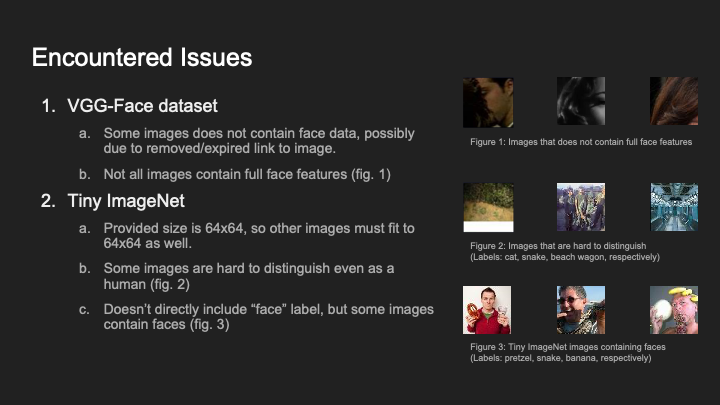 Encountered Issues
1. VGG-Face dataset
a. Some images does not contain face data, possibly
due to removed/expired link to image.
b. Not all images contain full face features (fig. 1)
2. Tiny ImageNet
a. Provided size is 64x64, so other images must fit to
64x64 as well.
b. Some images are hard to distinguish even as a
human (fig. 2)
c. Doesn’t directly include “face” label, but some images
contain faces (fig. 3)
Figure 1: Images that does not contain full face features
Figure 2: Images that are hard to distinguish
(Labels: cat, snake, beach wagon, respectively)
Figure 3: Tiny ImageNet images containing faces
(Labels: pretzel, snake, banana, respectively)